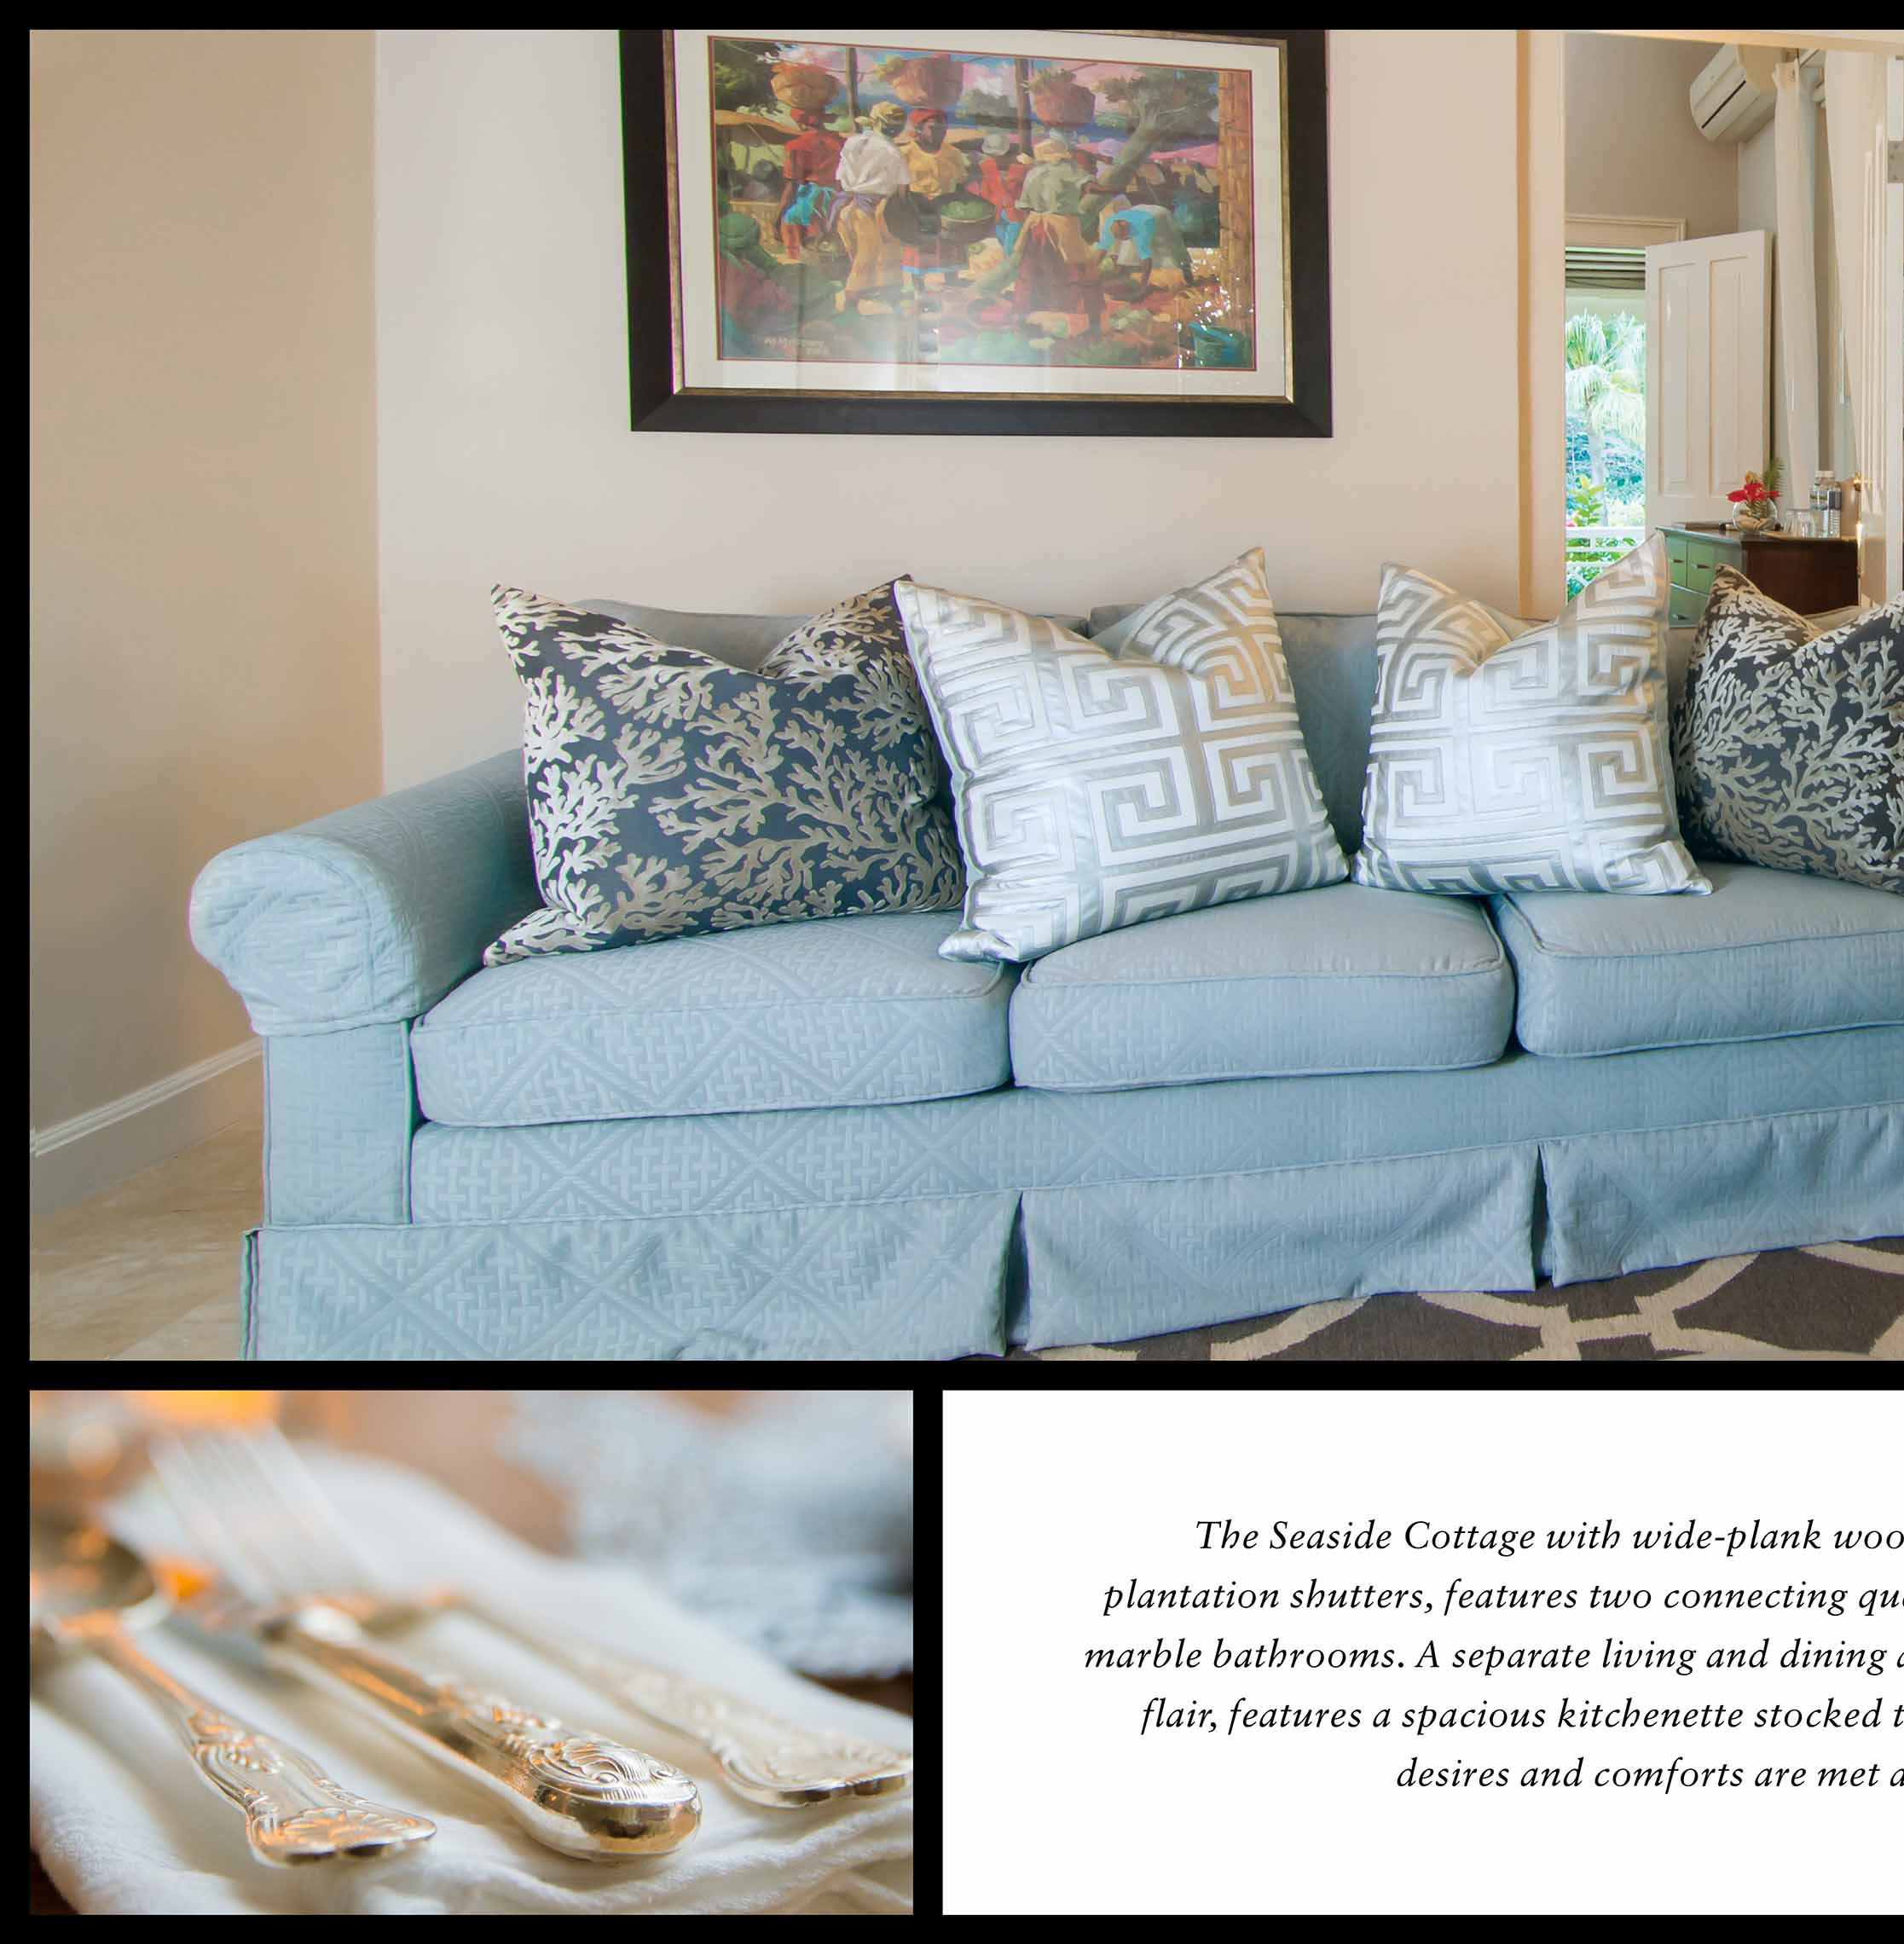 The Seaside Cottage with wide-plank woo
plantation shutters, features two connecting que
marble bathrooms. A separate living and dining a
flair, features a spacious kitchenette stocked t
desires and comforts are met a